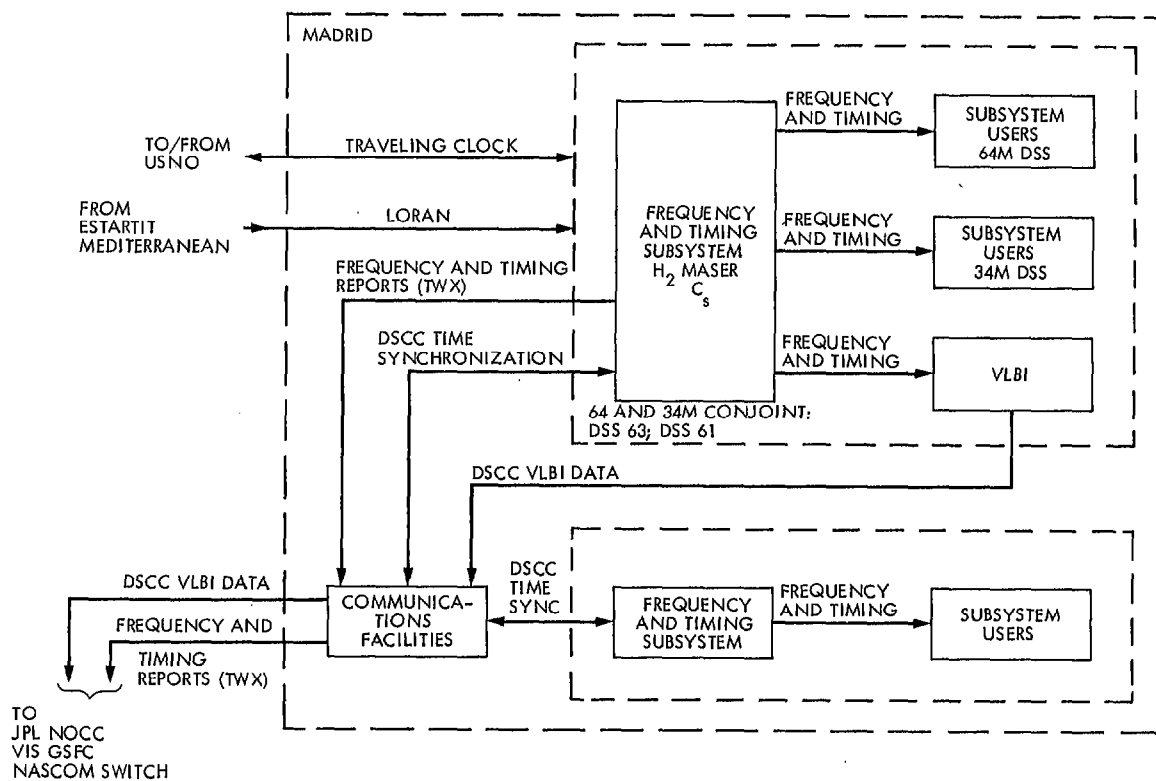 MADRID
TO/FROM
USNO
TRAVELING CLOCK
FROM
ESTARTIT
MEDITERRANEAN
LORAN
FREQUENCY AND TIMING
REPORTS (TWX)
DSCC TIME
SYNCHRONIZATION
FREQUENCY
AND TIMING
SUBSYSTEM
H2 MASER
Cs
FREQUENCY
AND TIMING
SUBSYSTEM
USERS
64M DSS
FREQUENCY
AND TIMING
SUBSYSTEM
USERS
34M DSS
FREQUENCY
AND TIMING
VLBI
64 AND 34M CONJOINT:
DSS 63; DSS 61
DSCC VLBI DATA
DSCC VLBI DATA
FREQUENCY AND
TIMING
REPORTS (TWX)
COMMUNICA-
TIONS
FACILITIES
DSCC
TIME
SYNC
FREQUENCY
AND TIMING
SUBSYSTEM
FREQUENCY
AND TIMING
SUBSYSTEM
USERS
TO
JPL NOCC
VIS GSFC
NASCOM SWITCH